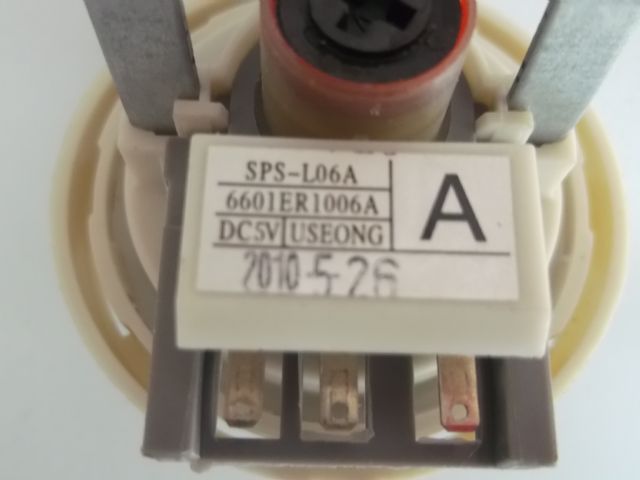 SPS-L06A
6601ER1006A
DC5V USEONG
A
2010-5-26